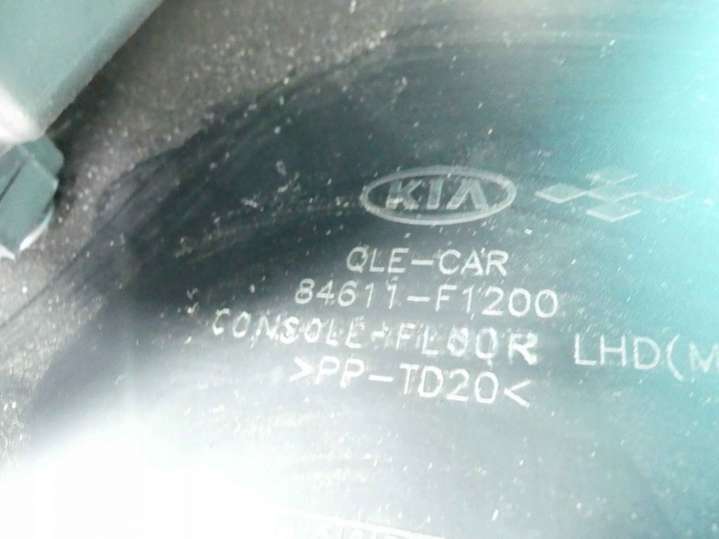 KIA
QLE-CAR
84611-F1200
CONSOLE-FLOOR LHD(M
>PP-TD20<